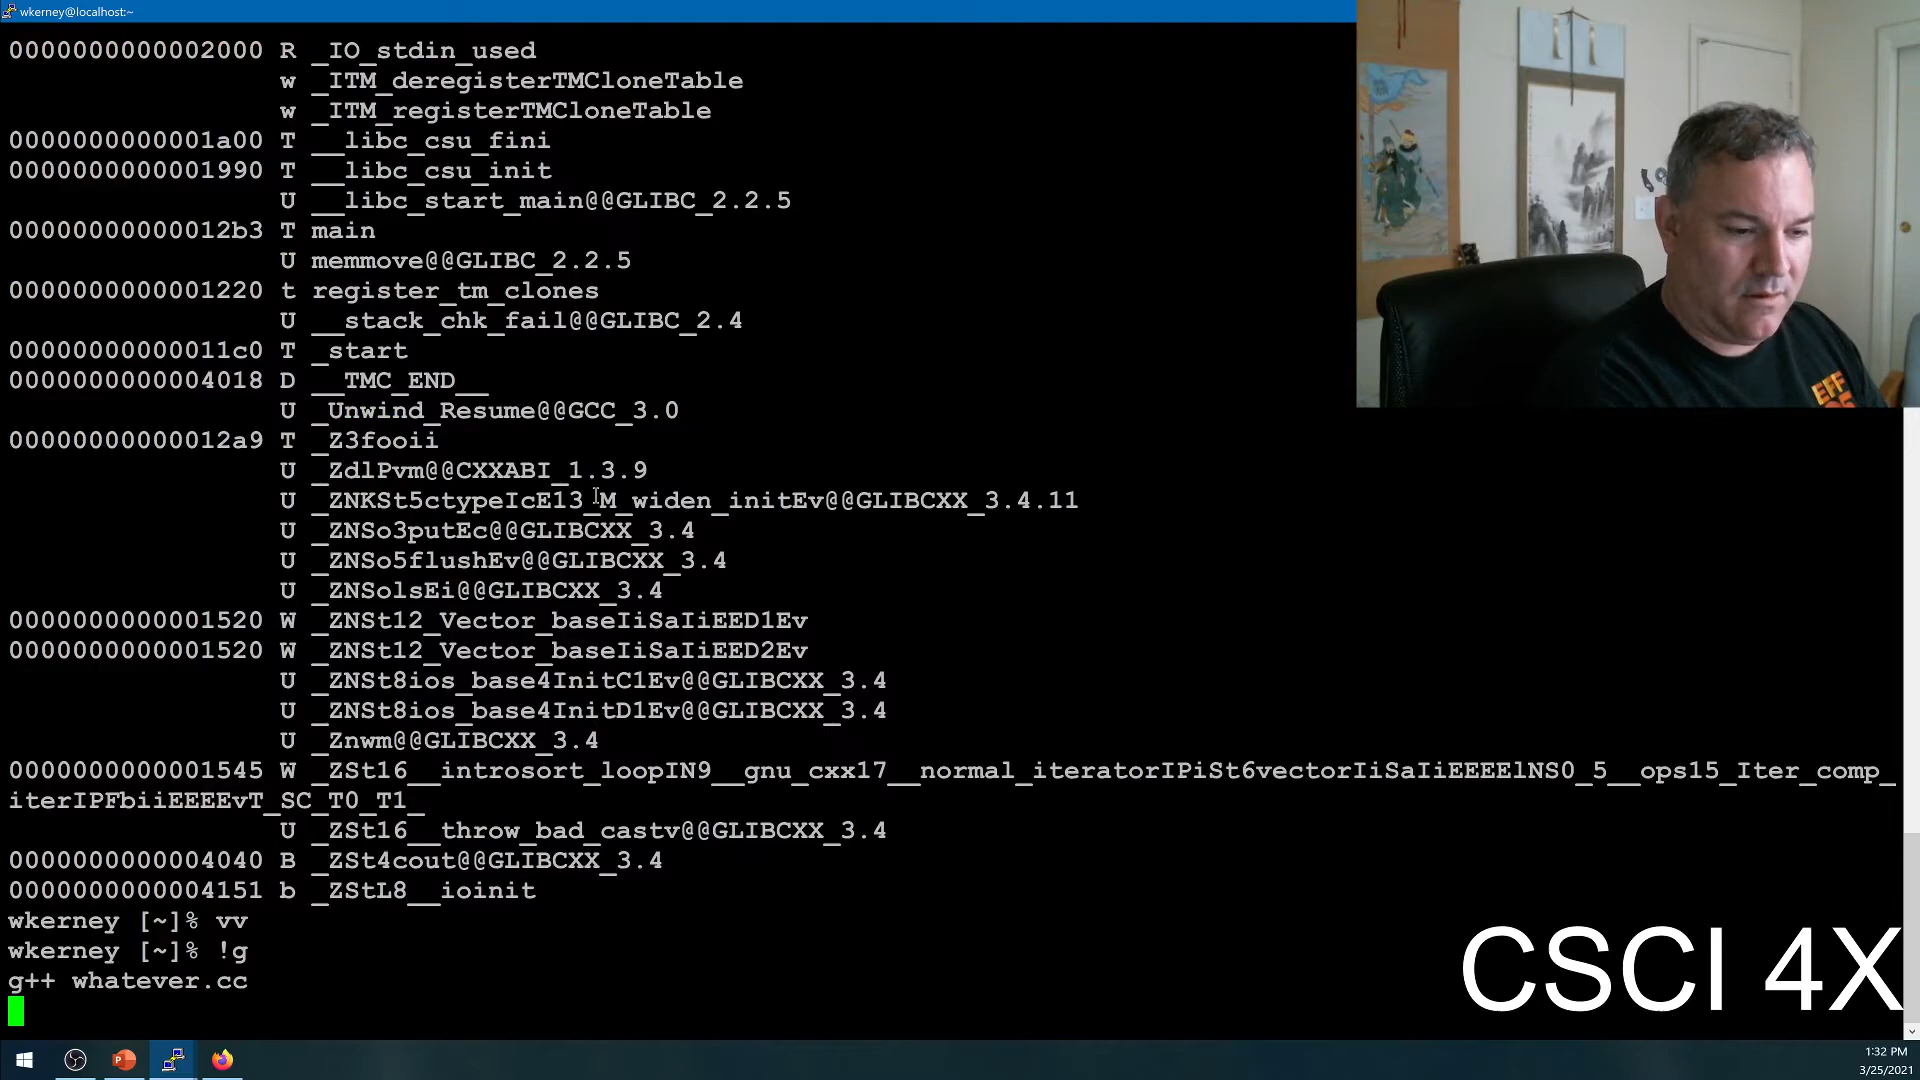 wkerney@localhost:~
0000000000002000 R _IO_stdin_used
w _ITM_deregisterTMCloneTable
w _ITM_registerTMCloneTable
0000000000001a00 T __libc_csu_fini
0000000000001990 T __libc_csu_init
U __libc_start_main@@GLIBC_2.2.5
00000000000012b3 T main
U memmove@@GLIBC_2.2.5
0000000000001220 t register_tm_clones
U __stack_chk_fail@@GLIBC_2.4
00000000000011c0 T _start
0000000000004018 D __TMC_END__
U _Unwind_Resume@@GCC_3.0
00000000000012a9 T _Z3fooii
U _ZdlPvm@@CXXABI_1.3.9
U _ZNKSt5ctypeIcE13_M_widen_initEv@@GLIBCXX_3.4.11
U _ZNSo3putEc@@GLIBCXX_3.4
U _ZNSo5flushEv@@GLIBCXX_3.4
U _ZNSolsEi@@GLIBCXX_3.4
0000000000001520 W _ZNSt12_Vector_baseIiSaIiEED1Ev
0000000000001520 W _ZNSt12_Vector_baseIiSaIiEED2Ev
U _ZNSt8ios_base4InitC1Ev@@GLIBCXX_3.4
U _ZNSt8ios_base4InitD1Ev@@GLIBCXX_3.4
U _Znwm@@GLIBCXX_3.4
0000000000001545 W _ZSt16__introsort_loopIN9__gnu_cxx17__normal_iteratorIPiSt6vectorIiSaIiEEEElNS0_5__ops15_Iter_comp_
iterIPFbiiEEEEvT_SC_T0_T1_
U _ZSt16__throw_bad_castv@@GLIBCXX_3.4
0000000000004040 B _ZSt4cout@@GLIBCXX_3.4
0000000000004151 b _ZStL8__ioinit
wkerney [~]% vv
wkerney [~]% !g
g++ whatever.cc
EFF
CSCI 4X
1:32 PM
3/25/2021